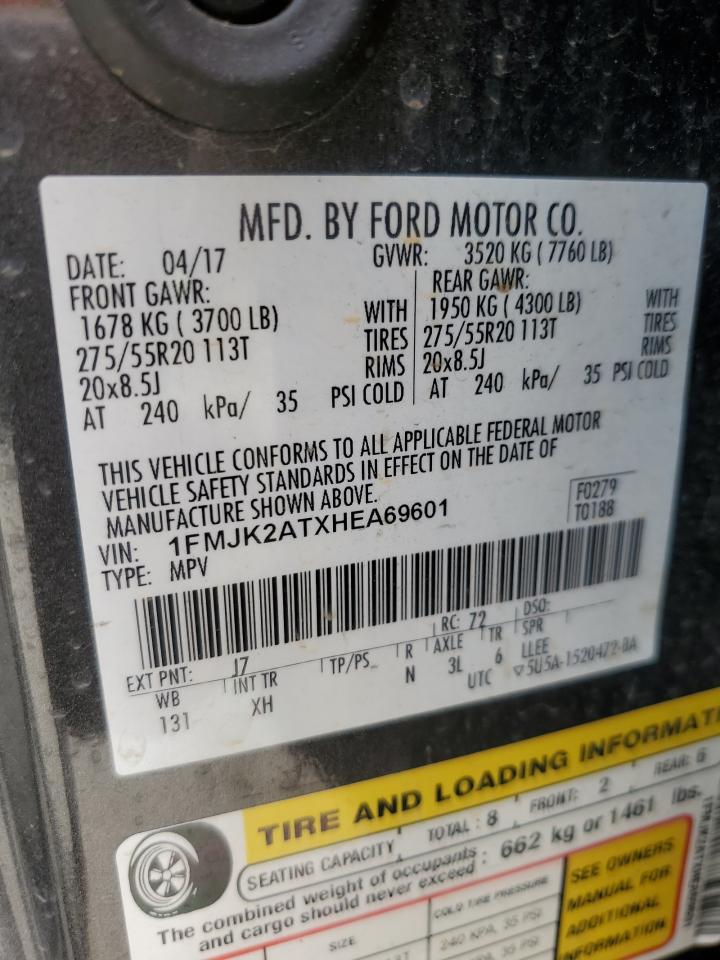 MFD. BY FORD MOTOR CO.
DATE: 04/17 GVWR: 3520 KG ( 7760 LB)
FRONT GAWR: REAR GAWR:
1678 KG ( 3700 LB) WITH 1950 KG ( 4300 LB) WITH
275/55R20 113T TIRES 275/55R20 113T TIRES
20x8.5J RIMS 20x8.5J RIMS
AT 240 kPa/ 35 PSI COLD AT 240 kPa/ 35 PSI COLD
THIS VEHICLE CONFORMS TO ALL APPLICABLE FEDERAL MOTOR
VEHICLE SAFETY STANDARDS IN EFFECT ON THE DATE OF
MANUFACTURE SHOWN ABOVE.
F0279
VIN: 1FMJK2ATXHEA69601 T0188
TYPE: MPV
EXT PNT: J7 RC: 72 DSO:
WB INT TR TP/PS R AXLE TR SPR
131 XH N 3L 6 LLEE
UTC ▽5U5A-1520472-BA
TIRE AND LOADING INFORMATI
SEATING CAPACITY TOTAL : 8 FRONT: 2 REAR: 6
The combined weight of occupants : 662 kg or 1461 lbs.
and cargo should never exceed
SIZE COLD TIRE PRESSURE SEE OWNERS
240 KPA, 35 PSI MANUAL FOR
ADDITIONAL
INFORMATION